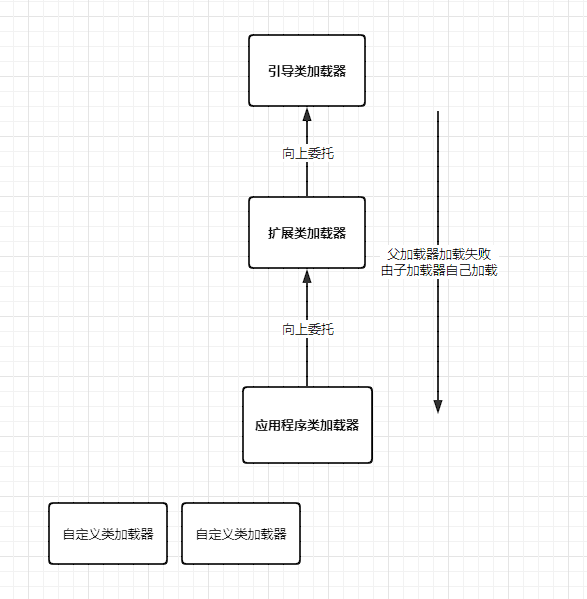 引导类加载器
向上委托
扩展类加载器
父加载器加载失败
由子加载器自己加载
向上委托
应用程序类加载器
自定义类加载器
自定义类加载器